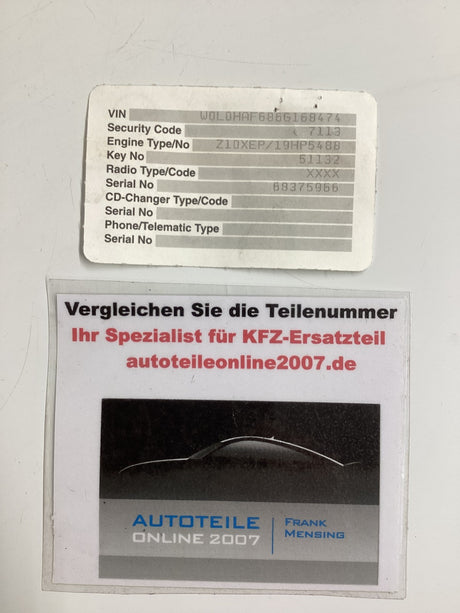 VIN W0L0HAF6866168474
Security Code 7113
Engine Type/No Z10XEP/19HP5488
Key No 51132
Radio Type/Code XXXX
Serial No 68375966
CD-Changer Type/Code
Serial No
Phone/Telematic Type
Serial No
Vergleichen Sie die Teilenummer
Ihr Spezialist für KFZ-Ersatzteil
autoteileonline2007.de
AUTOTEILE
ONLINE 2007
FRANK
MENSING